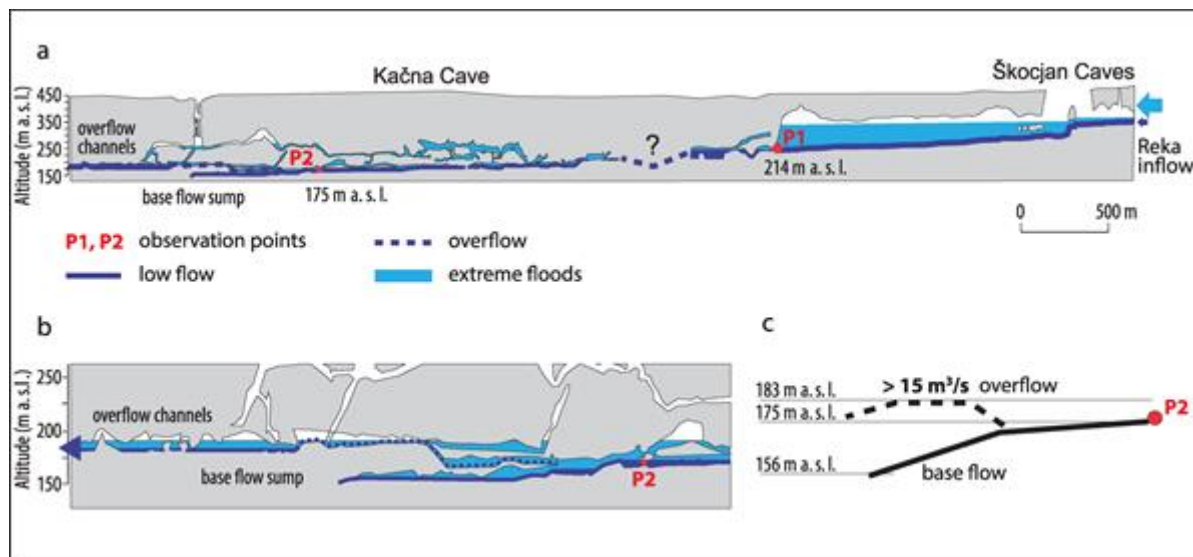 a
Kačna Cave
Škocjan Caves
Altitude (m a. s. l.)
450
350
250
150
overflow
channels
P2
?
P1
Reka
inflow
214 m a. s. l.
175 m a. s. l.
base flow sump
0 500 m
P1, P2 observation points
overflow
low flow
extreme floods
b
Altitude (m a. s. l.)
250
200
150
overflow channels
base flow sump
P2
c
183 m a. s. l.
> 15 m³/s overflow
175 m a. s. l.
P2
156 m a. s. l.
base flow